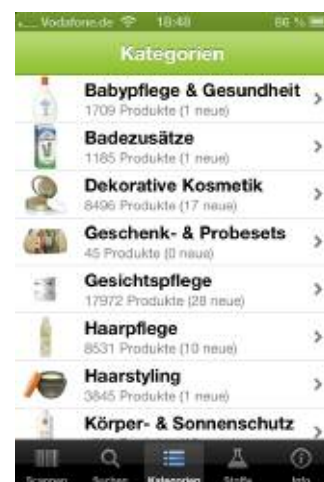 Vodafone.de 18:48 86 %
Kategorien
Babypflege & Gesundheit
1709 Produkte (1 neue)
Badezusätze
1185 Produkte (1 neue)
Dekorative Kosmetik
8496 Produkte (17 neue)
Geschenk- & Probesets
45 Produkte (0 neue)
Gesichtspflege
17972 Produkte (28 neue)
Haarpflege
8531 Produkte (10 neue)
Haarstyling
3845 Produkte (1 neue)
Körper- & Sonnenschutz
Scannen Suchen Kategorien Stoffe Info